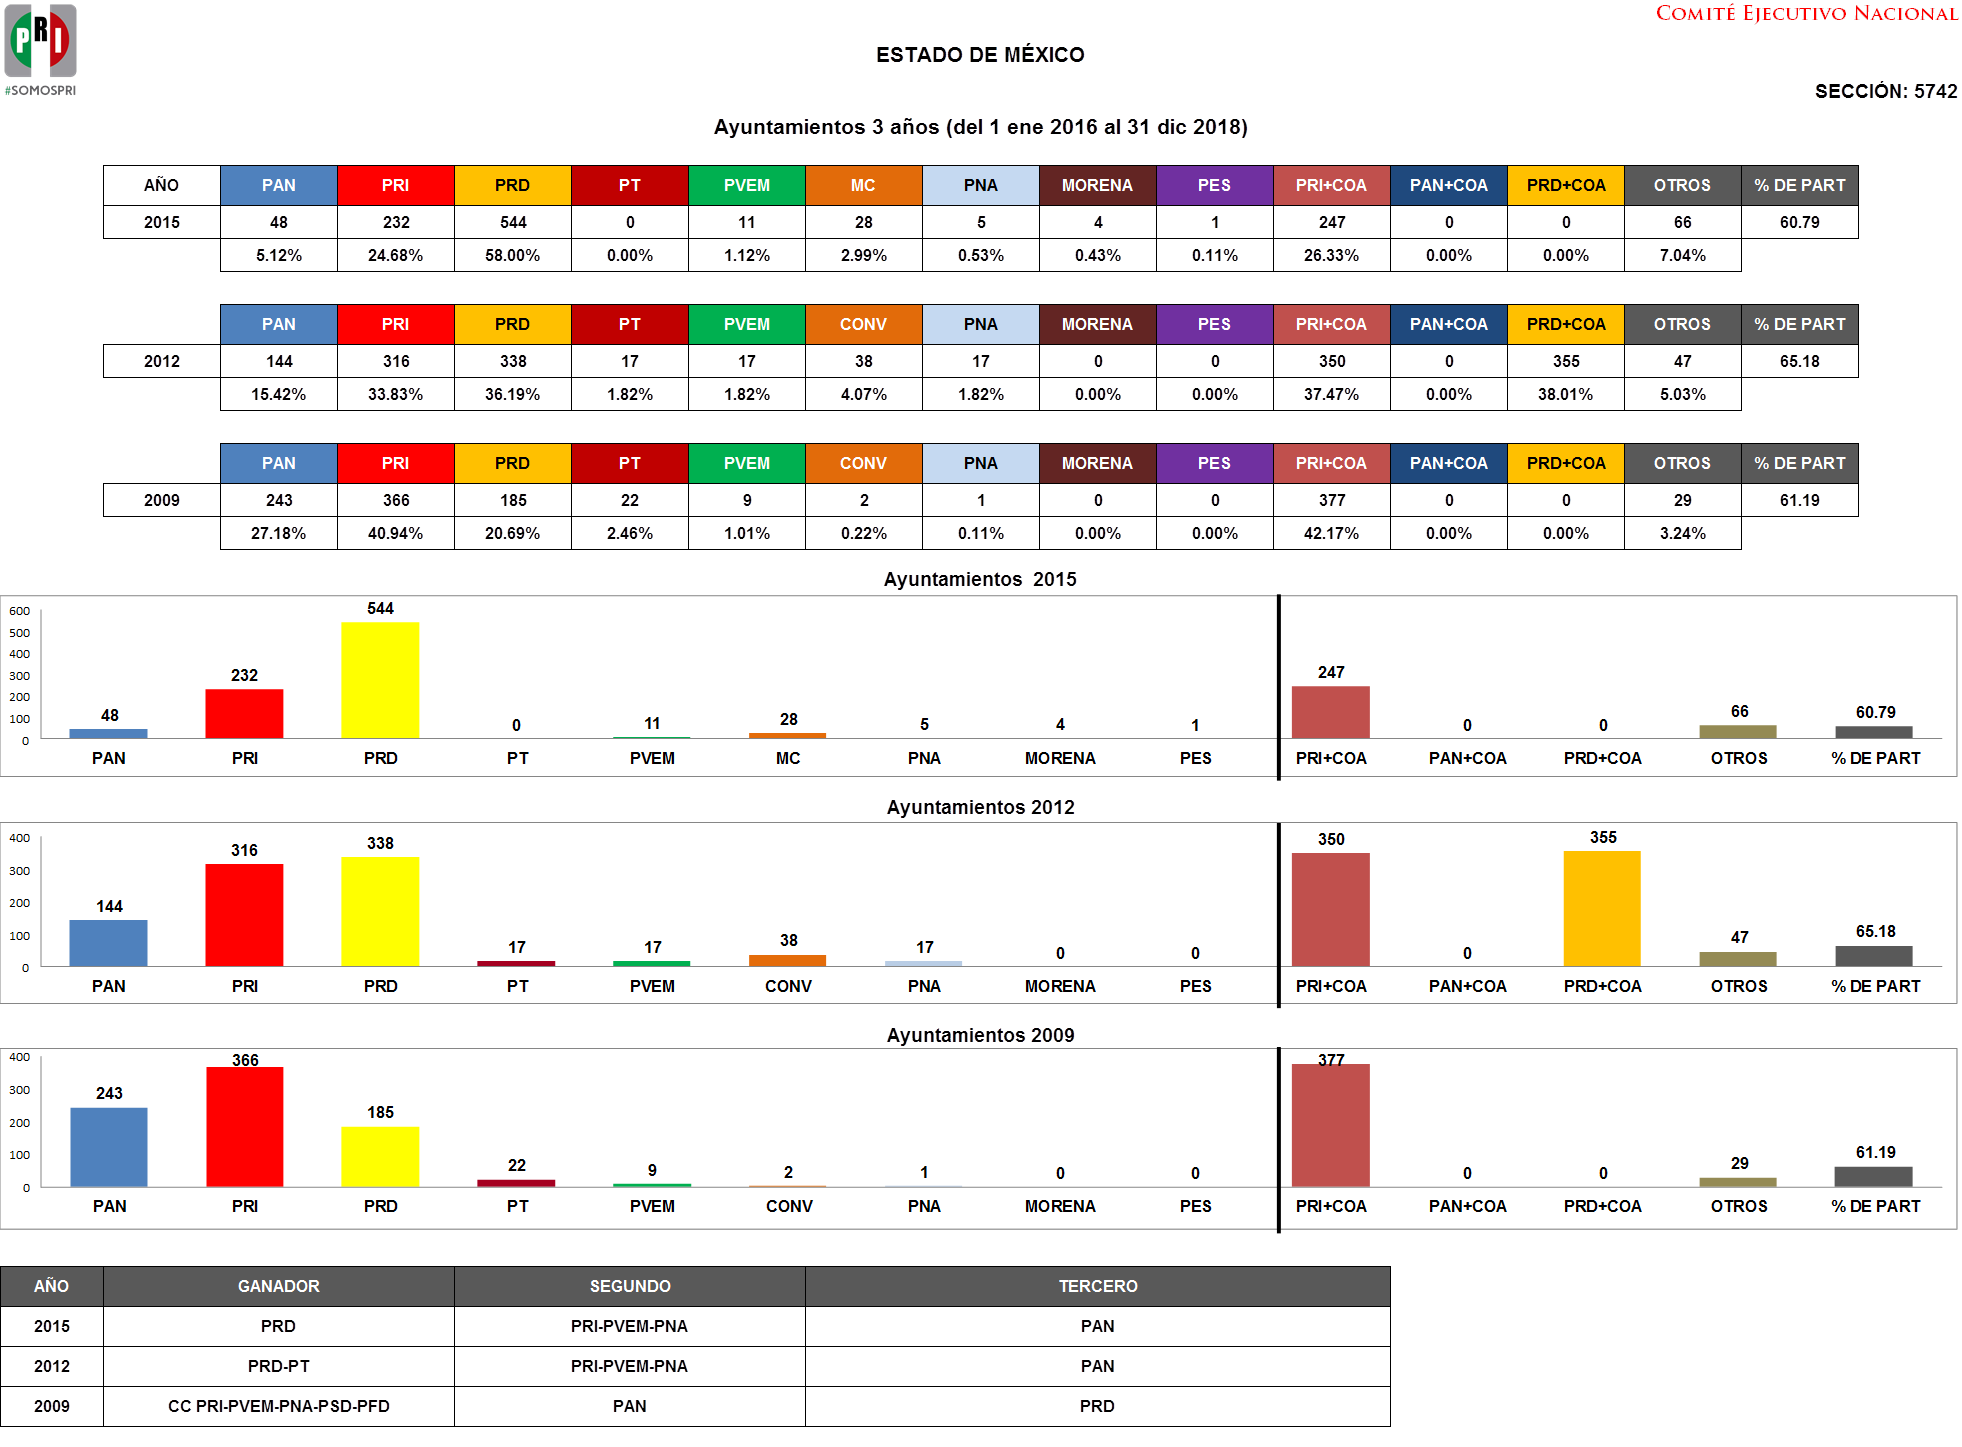 PRI
#SOMOSPRI
COMITÉ EJECUTIVO NACIONAL
ESTADO DE MÉXICO
SECCIÓN: 5742
Ayuntamientos 3 años (del 1 ene 2016 al 31 dic 2018)
AÑO PAN PRI PRD PT PVEM MC PNA MORENA PES PRI+COA PAN+COA PRD+COA OTROS % DE PART
2015 48 232 544 0 11 28 5 4 1 247 0 0 66 60.79
5.12% 24.68% 58.00% 0.00% 1.12% 2.99% 0.53% 0.43% 0.11% 26.33% 0.00% 0.00% 7.04%
PAN PRI PRD PT PVEM CONV PNA MORENA PES PRI+COA PAN+COA PRD+COA OTROS % DE PART
2012 144 316 338 17 17 38 17 0 0 350 0 355 47 65.18
15.42% 33.83% 36.19% 1.82% 1.82% 4.07% 1.82% 0.00% 0.00% 37.47% 0.00% 38.01% 5.03%
PAN PRI PRD PT PVEM CONV PNA MORENA PES PRI+COA PAN+COA PRD+COA OTROS % DE PART
2009 243 366 185 22 9 2 1 0 0 377 0 0 29 61.19
27.18% 40.94% 20.69% 2.46% 1.01% 0.22% 0.11% 0.00% 0.00% 42.17% 0.00% 0.00% 3.24%
Ayuntamientos 2015
600
500
400
300
200
100
0
48 232 544 0 11 28 5 4 1 247 0 0 66 60.79
PAN PRI PRD PT PVEM MC PNA MORENA PES PRI+COA PAN+COA PRD+COA OTROS % DE PART
Ayuntamientos 2012
400
300
200
100
0
144 316 338 17 17 38 17 0 0 350 0 355 47 65.18
PAN PRI PRD PT PVEM CONV PNA MORENA PES PRI+COA PAN+COA PRD+COA OTROS % DE PART
Ayuntamientos 2009
400
300
200
100
0
243 366 185 22 9 2 1 0 0 377 0 0 29 61.19
PAN PRI PRD PT PVEM CONV PNA MORENA PES PRI+COA PAN+COA PRD+COA OTROS % DE PART
AÑO GANADOR SEGUNDO TERCERO
2015 PRD PRI-PVEM-PNA PAN
2012 PRD-PT PRI-PVEM-PNA PAN
2009 CC PRI-PVEM-PNA-PSD-PFD PAN PRD